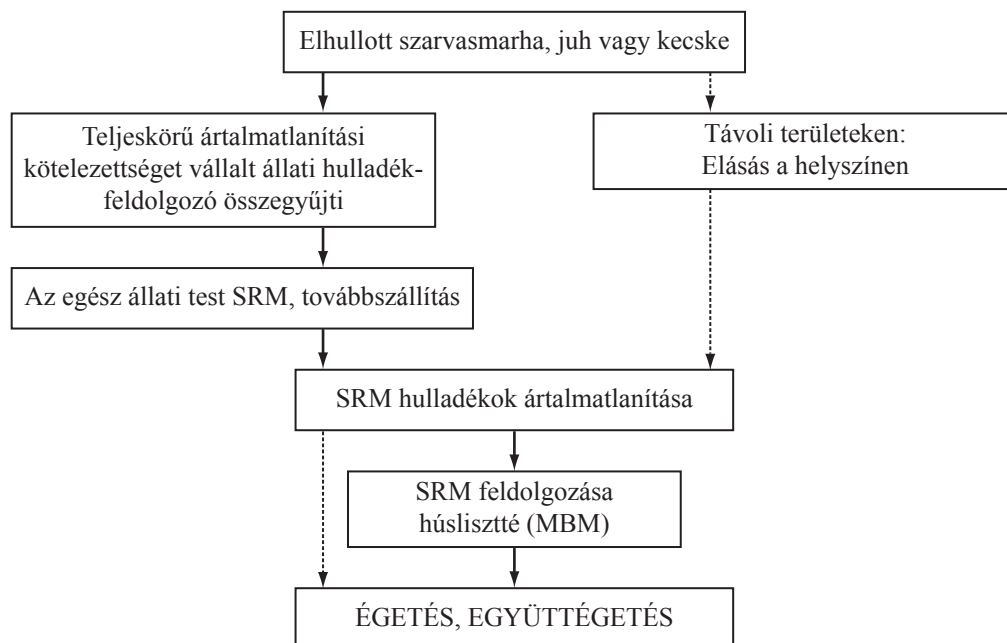 Elhullott szarvasmarha, juh vagy kecske
Teljeskörű ártalmatlanítási
kötelezettséget vállalt állati hulladék-
feldolgozó összegyűjti
Távoli területeken:
Elásás a helyszínen
Az egész állati test SRM, továbbszállítás
SRM hulladékok ártalmatlanítása
SRM feldolgozása
húslisztté (MBM)
ÉGETÉS, EGYÜTTÉGETÉS